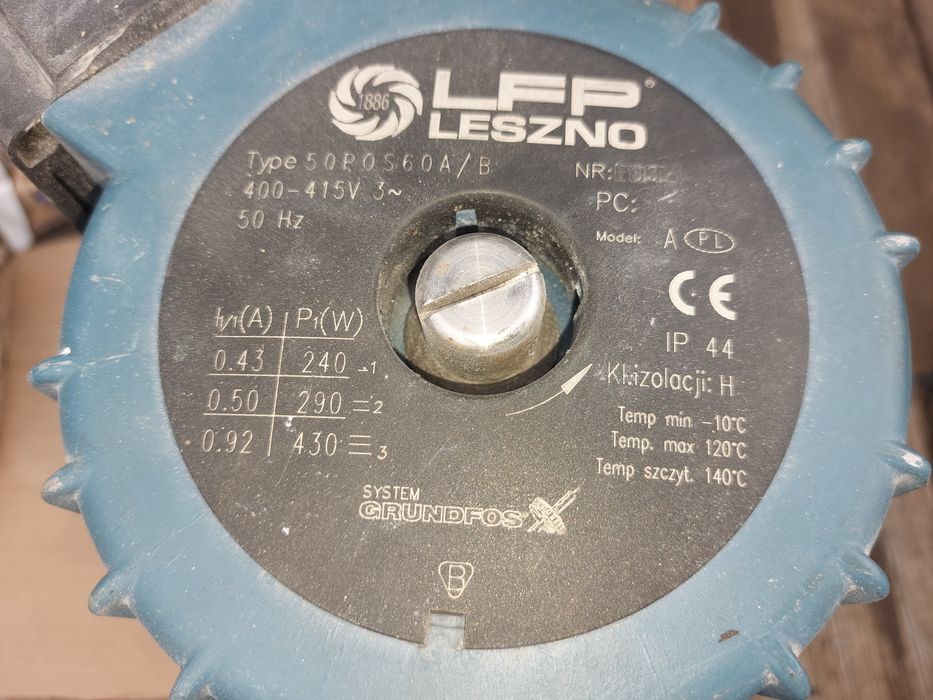 1886
LFP®
LESZNO
Type 50POS60A/B
400-415V 3~
50 Hz
NR:
PC:
Model: A PL
CE
IP 44
Kl.izolacji: H
Temp min -10°C
Temp. max 120°C
Temp szczyt. 140°C
I1/1(A) P1(W)
0.43 240 1
0.50 290 2
0.92 430 3
SYSTEM
GRUNDFOS
B